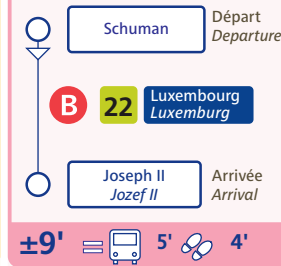 Schuman
Départ
Departure
B 22 Luxembourg
Luxemburg
Joseph II
Jozef II
Arrivée
Arrival
±9' = 5' 4'